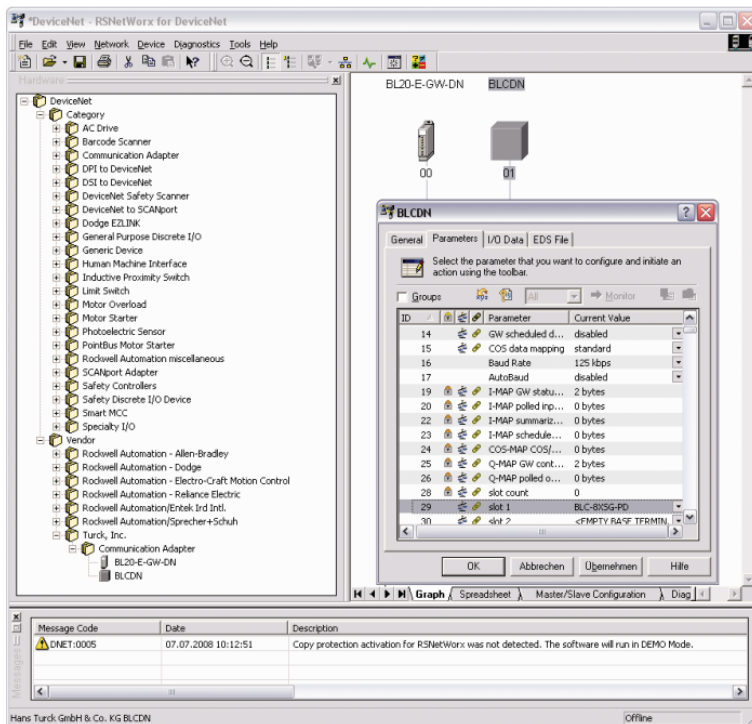 *DeviceNet - RSNetWorx for DeviceNet
File Edit View Network Device Diagnostics Tools Help
Hardware
DeviceNet
Category
AC Drive
Barcode Scanner
Communication Adapter
DPI to DeviceNet
DSI to DeviceNet
DeviceNet Safety Scanner
DeviceNet to SCANport
Dodge EZLINK
General Purpose Discrete I/O
Generic Device
Human Machine Interface
Inductive Proximity Switch
Limit Switch
Motor Overload
Motor Starter
Photoelectric Sensor
PointBus Motor Starter
Rockwell Automation miscellaneous
SCANport Adapter
Safety Controllers
Safety Discrete I/O Device
Smart MCC
Specialty I/O
Vendor
Rockwell Automation - Allen-Bradley
Rockwell Automation - Dodge
Rockwell Automation - Electro-Craft Motion Control
Rockwell Automation - Reliance Electric
Rockwell Automation/Entek Ird Intl.
Rockwell Automation/Sprecher+Schuh
Turck, Inc.
Communication Adapter
BL20-E-GW-DN
BLCDN
BL20-E-GW-DN BLCDN
00 01
BLCDN
General Parameters I/O Data EDS File
Select the parameter that you want to configure and initiate an
action using the toolbar.
Groups All Monitor
ID Parameter Current Value
14 GW scheduled d... disabled
15 COS data mapping standard
16 Baud Rate 125 kbps
17 AutoBaud disabled
19 I-MAP GW statu... 2 bytes
20 I-MAP polled inp... 0 bytes
22 I-MAP summariz... 0 bytes
23 I-MAP schedule... 0 bytes
24 COS-MAP COS/... 0 bytes
25 Q-MAP GW cont... 2 bytes
26 Q-MAP polled o... 0 bytes
28 slot count 0
29 slot 1 BLC-8XSG-PD
30 slot 2 <EMPTY BASE TERMIN.
OK Abbrechen Übernehmen Hilfe
Graph Spreadsheet Master/Slave Configuration Diag
Messages
Message Code Date Description
DNET:0005 07.07.2008 10:12:51 Copy protection activation for RSNetWorx was not detected. The software will run in DEMO Mode.
Hans Turck GmbH & Co. KG BLCDN Offline